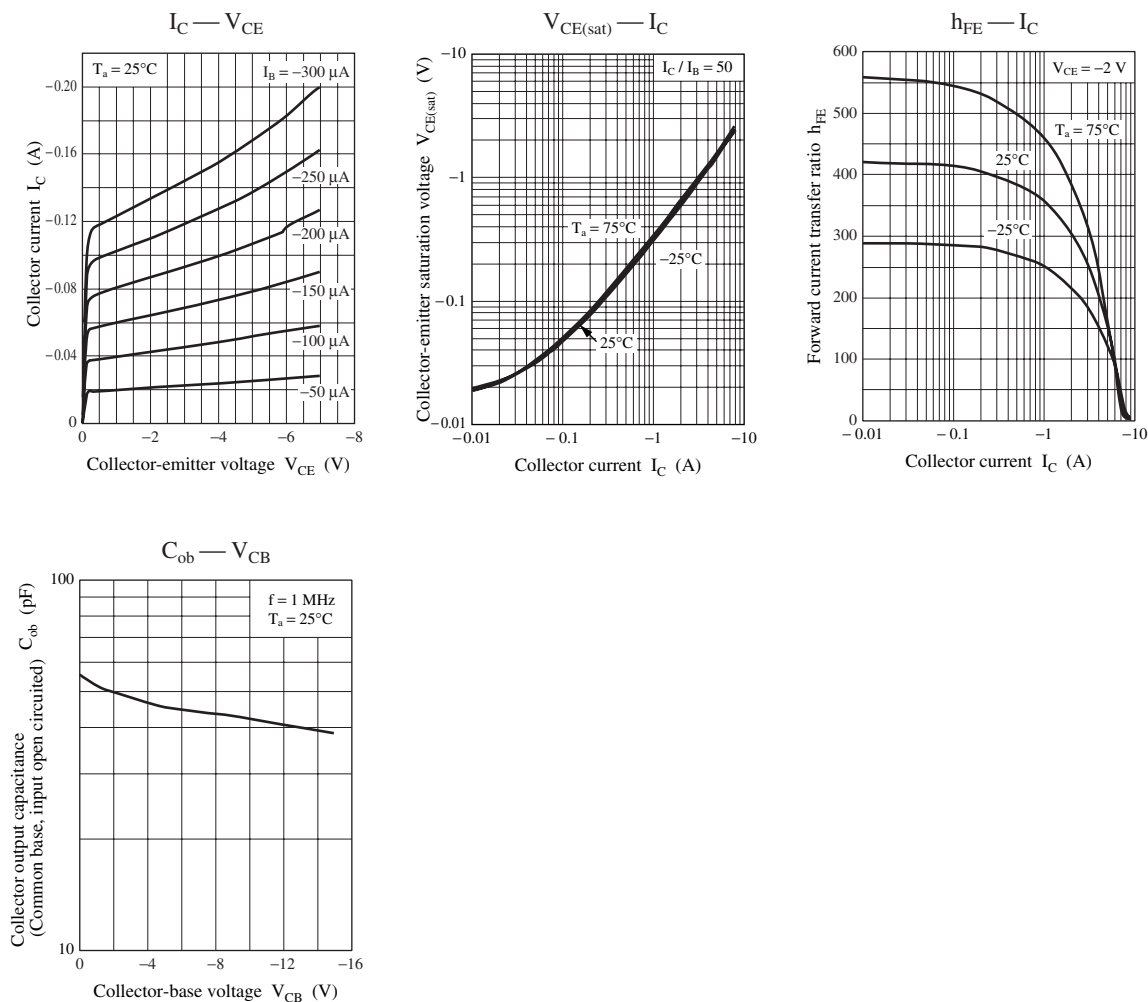 I_C — V_CE
T_a = 25°C
I_B = −300 µA
−250 µA
−200 µA
−150 µA
−100 µA
−50 µA
−0.20
−0.16
−0.12
−0.08
−0.04
0
0
−2
−4
−6
−8
Collector current I_C (A)
Collector-emitter voltage V_CE (V)
V_CE(sat) — I_C
I_C / I_B = 50
T_a = 75°C
−25°C
25°C
−10
−1
−0.1
−0.01
−0.01
−0.1
−1
−10
Collector-emitter saturation voltage V_CE(sat) (V)
Collector current I_C (A)
h_FE — I_C
V_CE = −2 V
T_a = 75°C
25°C
−25°C
600
500
400
300
200
100
0
−0.01
−0.1
−1
−10
Forward current transfer ratio h_FE
Collector current I_C (A)
C_ob — V_CB
f = 1 MHz
T_a = 25°C
100
10
0
−4
−8
−12
−16
Collector output capacitance C_ob (pF)
(Common base, input open circuited)
Collector-base voltage V_CB (V)